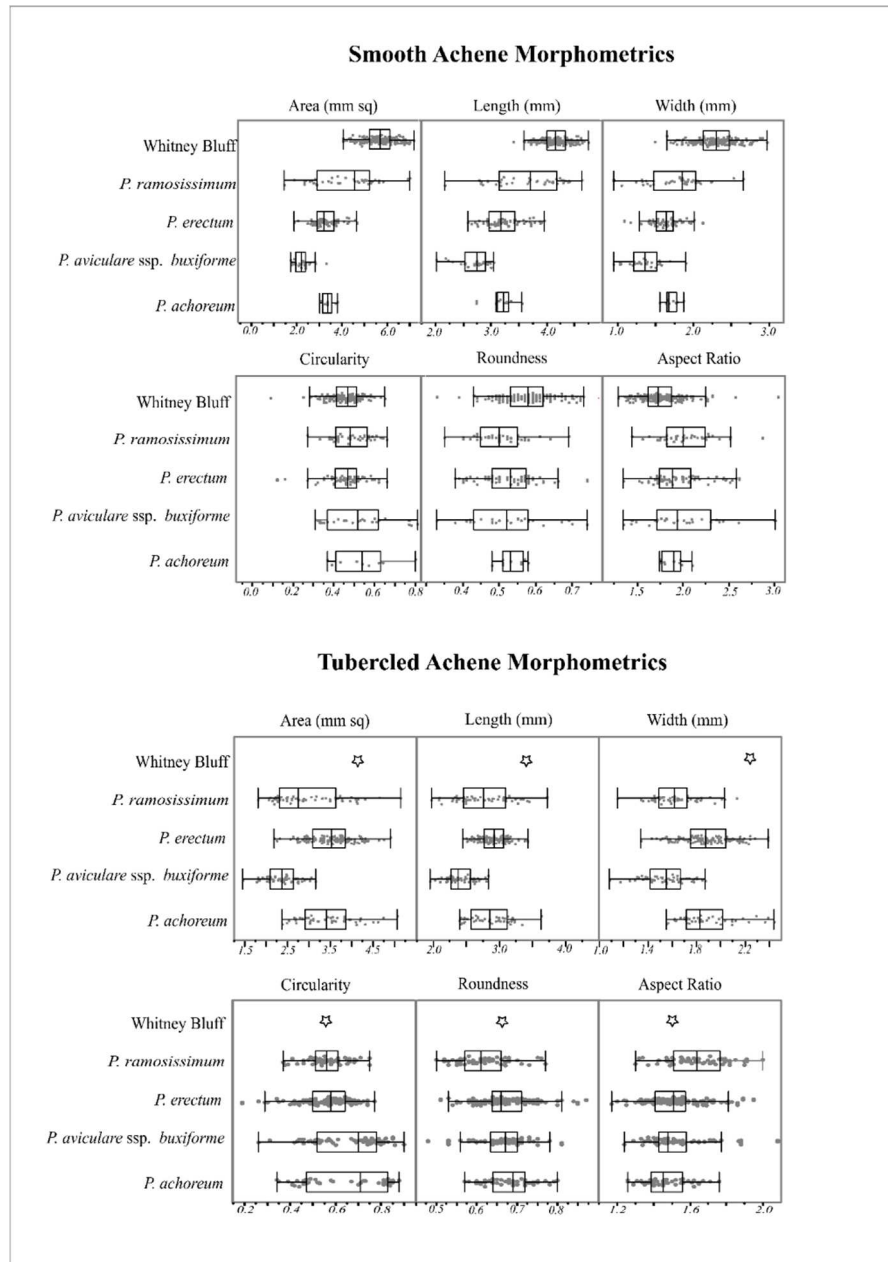 Smooth Achene Morphometrics
Area (mm sq) Length (mm) Width (mm)
Whitney Bluff
P. ramosissimum
P. erectum
P. aviculare ssp. buxiforme
P. achoreum
0.0 2.0 4.0 6.0 2.0 3.0 4.0 1.0 2.0 3.0
Circularity Roundness Aspect Ratio
Whitney Bluff
P. ramosissimum
P. erectum
P. aviculare ssp. buxiforme
P. achoreum
0.0 0.2 0.3 0.4 0.6 0.8 0.4 0.5 0.6 0.7 1.5 2.0 3.0
Tubercled Achene Morphometrics
Area (mm sq) Length (mm) Width (mm)
Whitney Bluff
P. ramosissimum
P. erectum
P. aviculare ssp. buxiforme
P. achoreum
1.5 2.5 3.5 4.5 2.0 3.0 4.0 1.0 1.4 1.8 2.2
Circularity Roundness Aspect Ratio
Whitney Bluff
P. ramosissimum
P. erectum
P. aviculare ssp. buxiforme
P. achoreum
0.2 0.4 0.6 0.8 0.5 0.6 0.7 0.8 1.2 1.6 2.0